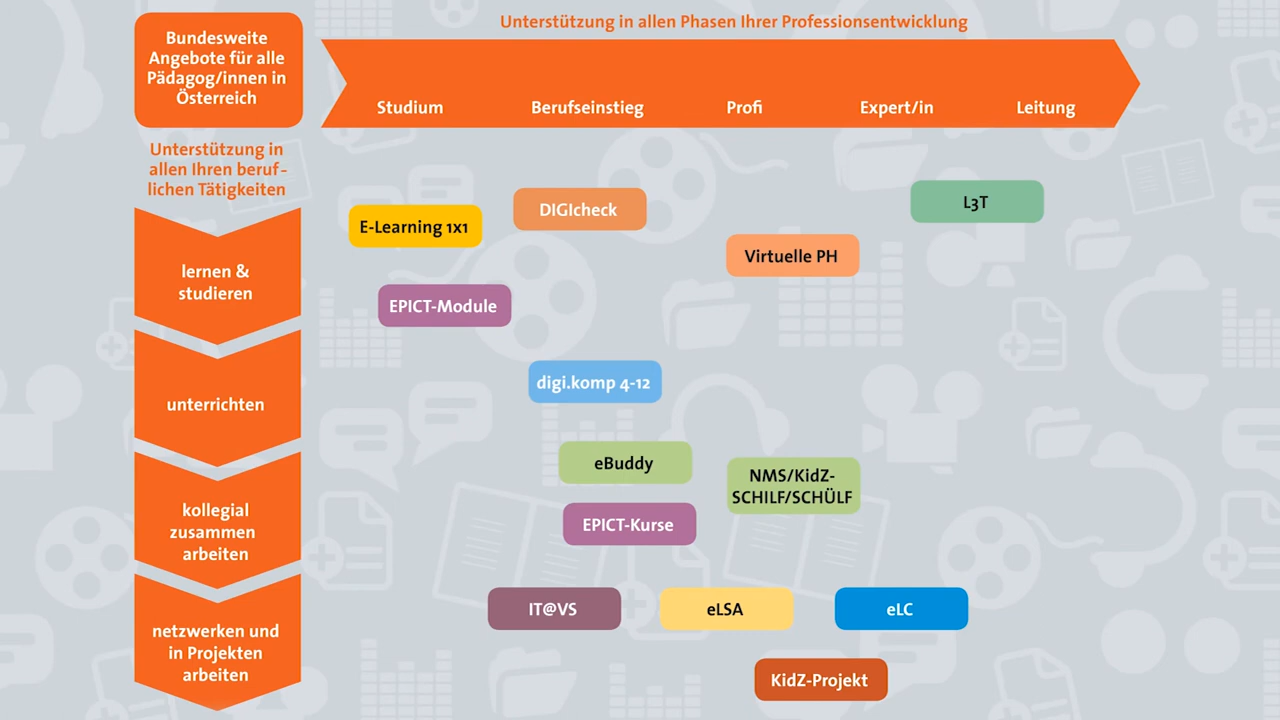 Unterstützung in allen Phasen Ihrer Professionsentwicklung
Bundesweite
Angebote für alle
Pädagog/innen in
Österreich
Studium
Berufseinstieg
Profi
Expert/in
Leitung
Unterstützung in
allen Ihren beruf-
lichen Tätigkeiten
lernen &
studieren
E-Learning 1x1
DIGIcheck
L3T
Virtuelle PH
EPICT-Module
unterrichten
digi.komp 4-12
kollegial
zusammen
arbeiten
eBuddy
NMS/KidZ-
SCHILF/SCHÜLF
EPICT-Kurse
netzwerken und
in Projekten
arbeiten
IT@VS
eLSA
eLC
KidZ-Projekt